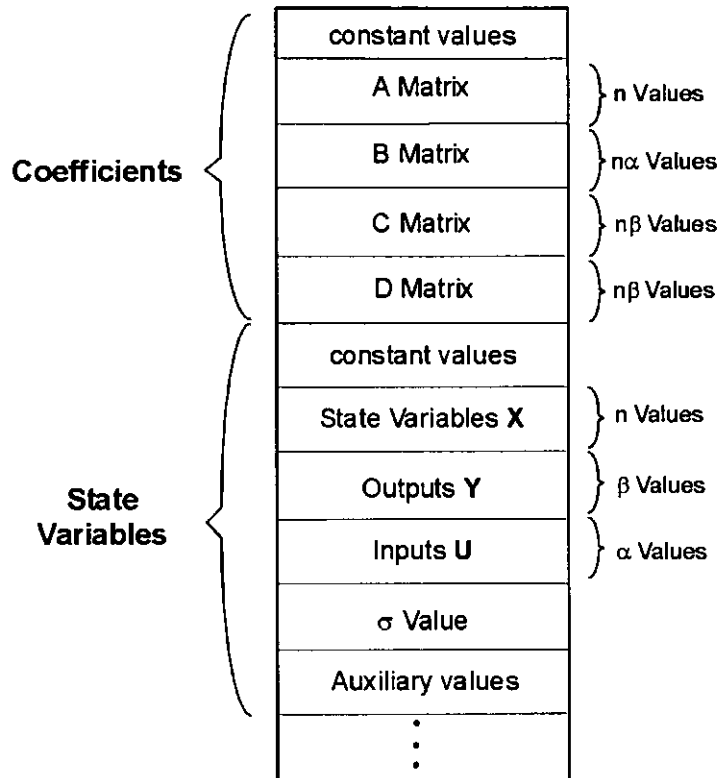 constant values
A Matrix
n Values
B Matrix
nα Values
Coefficients
C Matrix
nβ Values
D Matrix
nβ Values
constant values
State Variables X
n Values
Outputs Y
β Values
State
Variables
Inputs U
α Values
σ Value
Auxiliary values